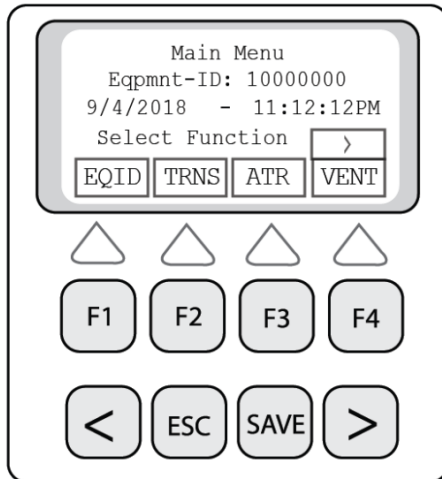 Main Menu
Eqpmnt-ID: 10000000
9/4/2018 - 11:12:12PM
Select Function >
EQID TRNS ATR VENT
F1 F2 F3 F4
< ESC SAVE >